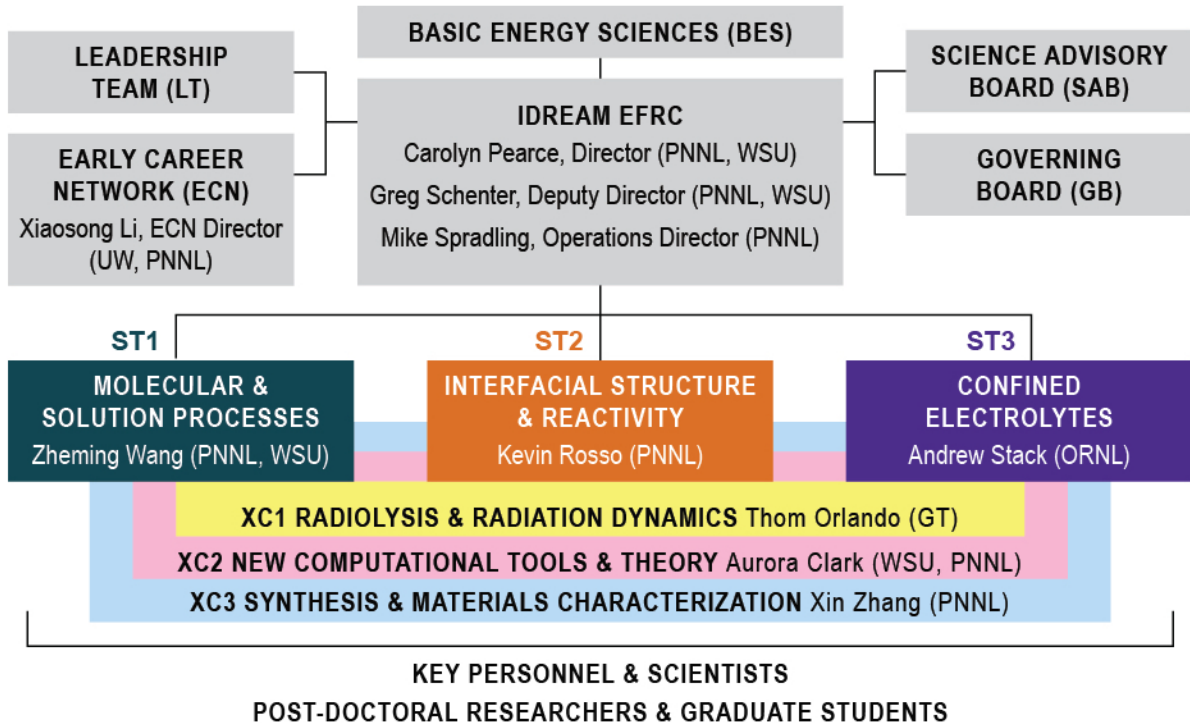 BASIC ENERGY SCIENCES (BES)
LEADERSHIP
TEAM (LT)
EARLY CAREER
NETWORK (ECN)
Xiaosong Li, ECN Director
(UW, PNNL)
IDREAM EFRC
Carolyn Pearce, Director (PNNL, WSU)
Greg Schenter, Deputy Director (PNNL, WSU)
Mike Spradling, Operations Director (PNNL)
SCIENCE ADVISORY
BOARD (SAB)
GOVERNING
BOARD (GB)
ST1
MOLECULAR &
SOLUTION PROCESSES
Zheming Wang (PNNL, WSU)
ST2
INTERFACIAL STRUCTURE
& REACTIVITY
Kevin Rosso (PNNL)
ST3
CONFINED
ELECTROLYTES
Andrew Stack (ORNL)
XC1 RADIOLYSIS & RADIATION DYNAMICS Thom Orlando (GT)
XC2 NEW COMPUTATIONAL TOOLS & THEORY Aurora Clark (WSU, PNNL)
XC3 SYNTHESIS & MATERIALS CHARACTERIZATION Xin Zhang (PNNL)
KEY PERSONNEL & SCIENTISTS
POST-DOCTORAL RESEARCHERS & GRADUATE STUDENTS